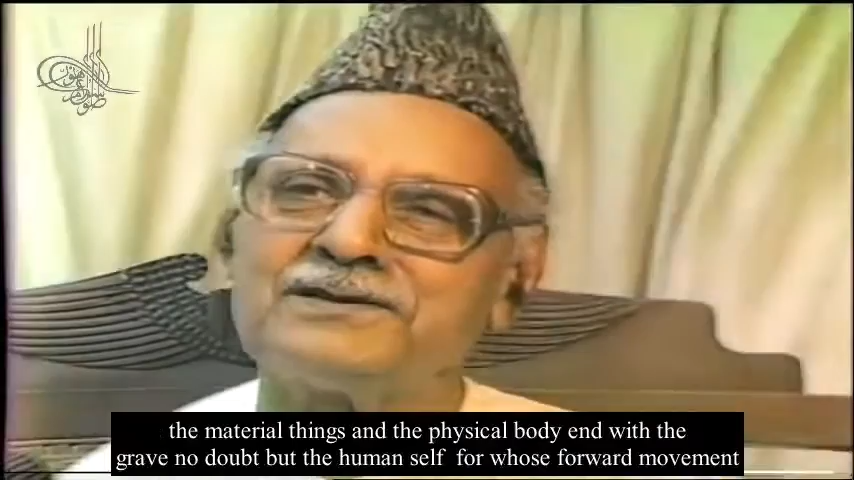 the material things and the physical body end with the
grave no doubt but the human self for whose forward movement